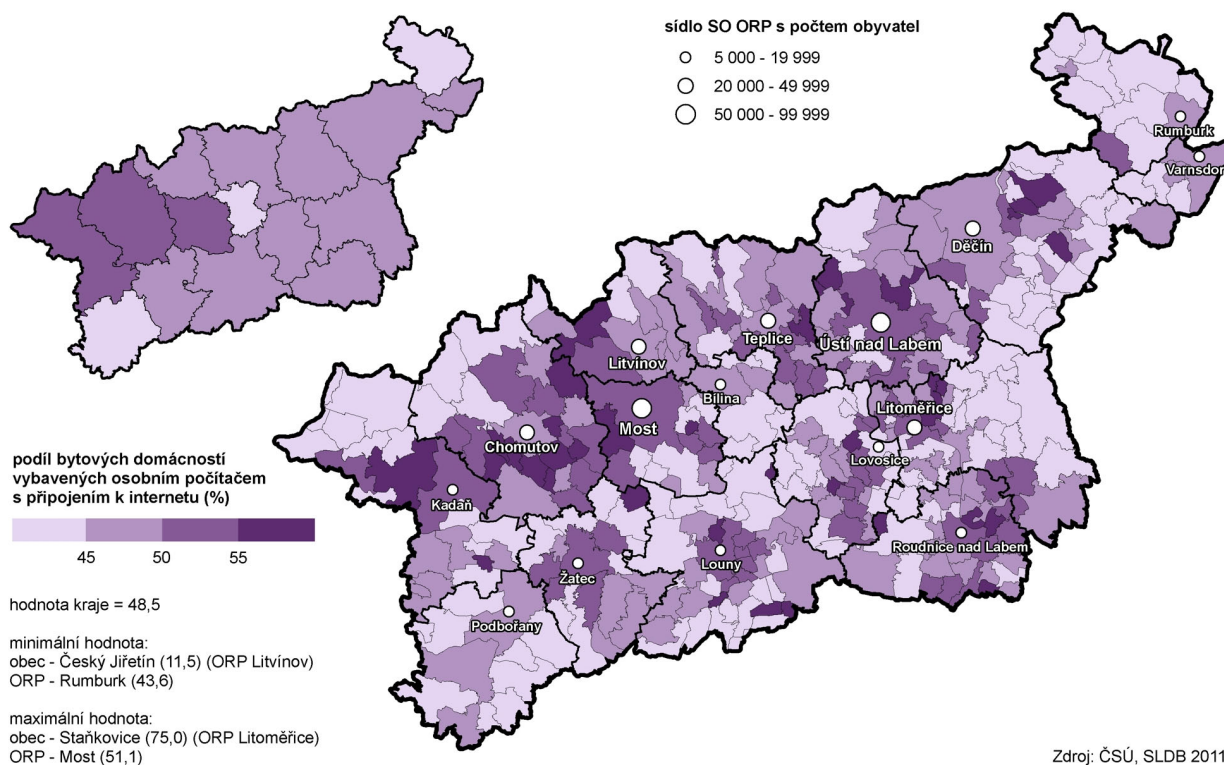 sídlo SO ORP s počtem obyvatel
5 000 - 19 999
20 000 - 49 999
50 000 - 99 999
Rumburk
Varnsdorf
Děčín
Teplice
Ústí nad Labem
Litvínov
Bílina
Litoměřice
Most
Chomutov
Lovosice
Kadaň
Roudnice nad Labem
Louny
Žatec
Podbořany
podíl bytových domácností
vybavených osobním počítačem
s připojením k internetu (%)
45 50 55
hodnota kraje = 48,5
minimální hodnota:
obec - Český Jiřetín (11,5) (ORP Litvínov)
ORP - Rumburk (43,6)
maximální hodnota:
obec - Staňkovice (75,0) (ORP Litoměřice)
ORP - Most (51,1)
Zdroj: ČSÚ, SLDB 2011